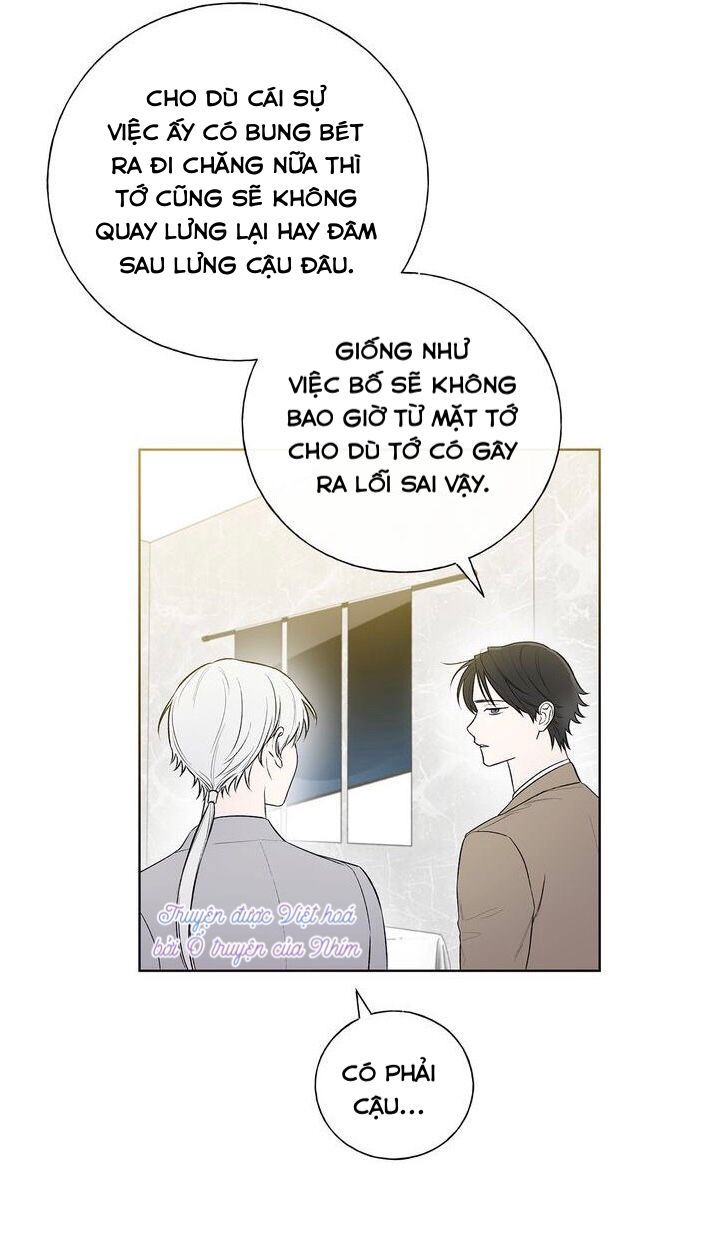 CHO DÙ CÁI SỰ
VIỆC ẤY CÓ BUNG BÉT
RA ĐI CHĂNG NỮA THÌ
TỚ CŨNG SẼ KHÔNG
QUAY LƯNG LẠI HAY ĐÂM
SAU LƯNG CẬU ĐÂU.
GIỐNG NHƯ
VIỆC BỐ SẼ KHÔNG
BAO GIỜ TỪ MẶT TỚ
CHO DÙ TỚ CÓ GÂY
RA LỖI SAI VẬY.
Truyện được Việt hoá
bởi Ổ truyện của Nhím
CÓ PHẢI
CẬU...